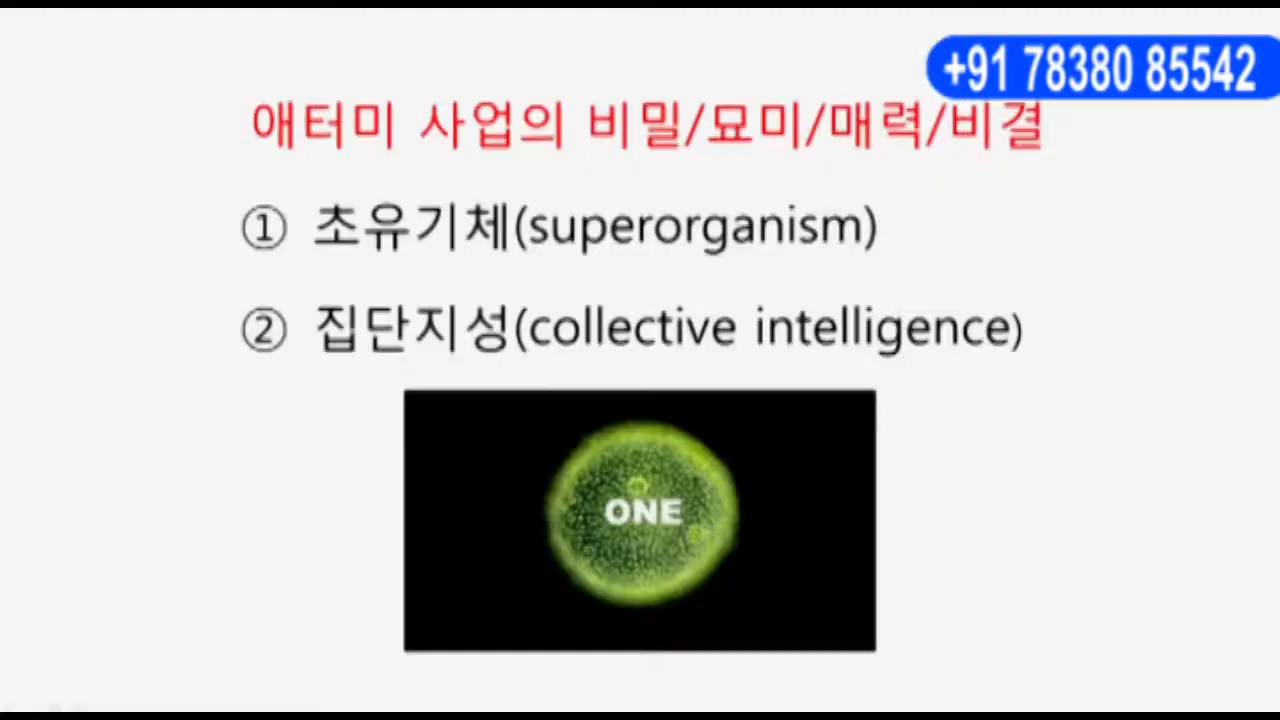 +91 78380 85542
애터미 사업의 비밀/묘미/매력/비결
① 초유기체(superorganism)
② 집단지성(collective intelligence)
ONE